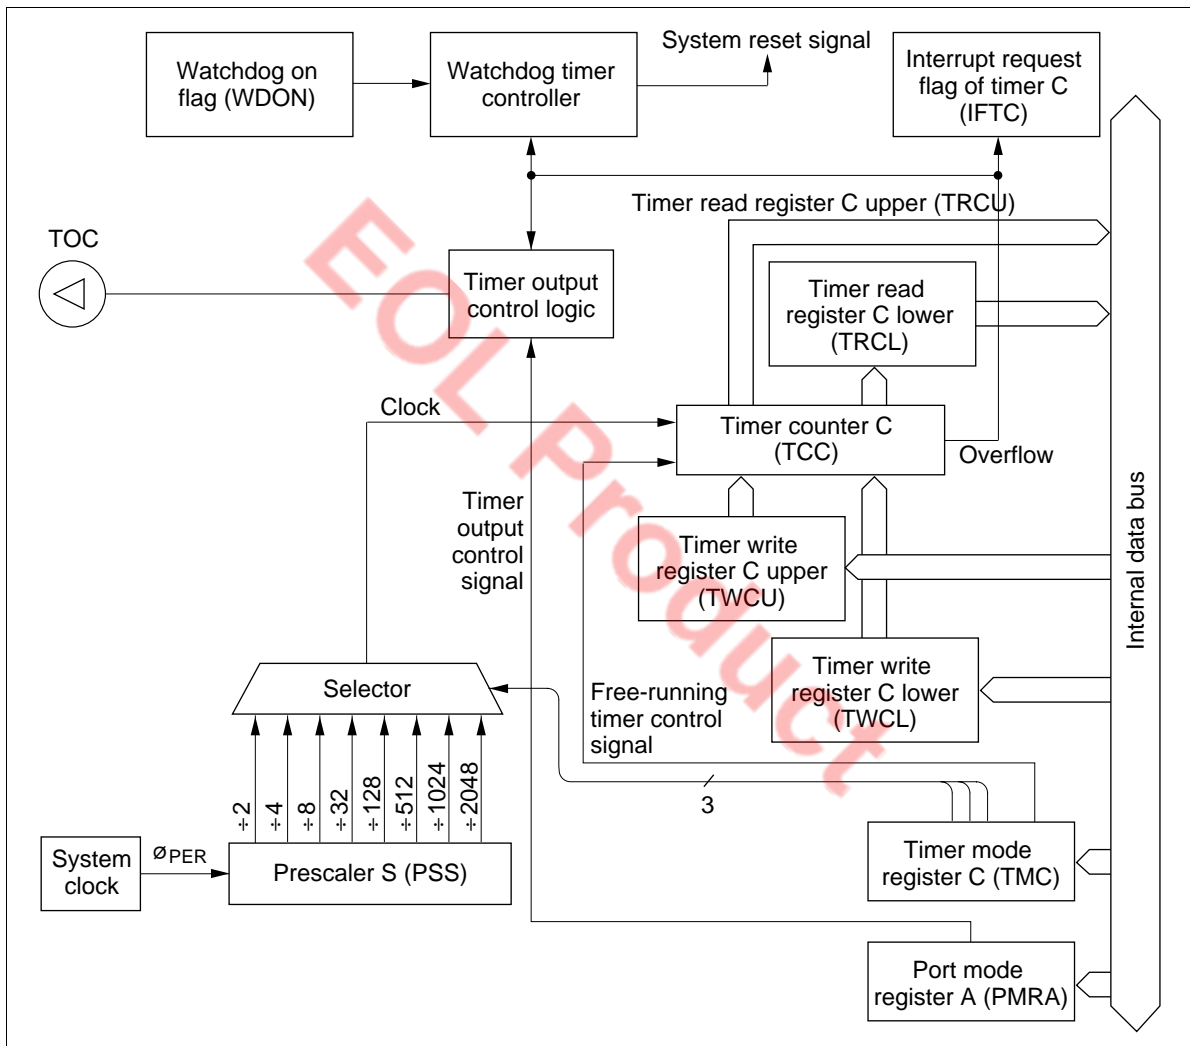 System reset signal
Watchdog on
flag (WDON)
Watchdog timer
controller
Interrupt request
flag of timer C
(IFTC)
Timer read register C upper (TRCU)
TOC
Timer output
control logic
Timer read
register C lower
(TRCL)
Clock
Timer counter C
(TCC)
Overflow
Timer
output
control
signal
Timer write
register C upper
(TWCU)
Internal data bus
Timer write
register C lower
(TWCL)
Selector
Free-running
timer control
signal
÷2
÷4
÷8
÷32
÷128
÷512
÷1024
÷2048
3
System
clock
øPER
Prescaler S (PSS)
Timer mode
register C (TMC)
Port mode
register A (PMRA)
EOL Product